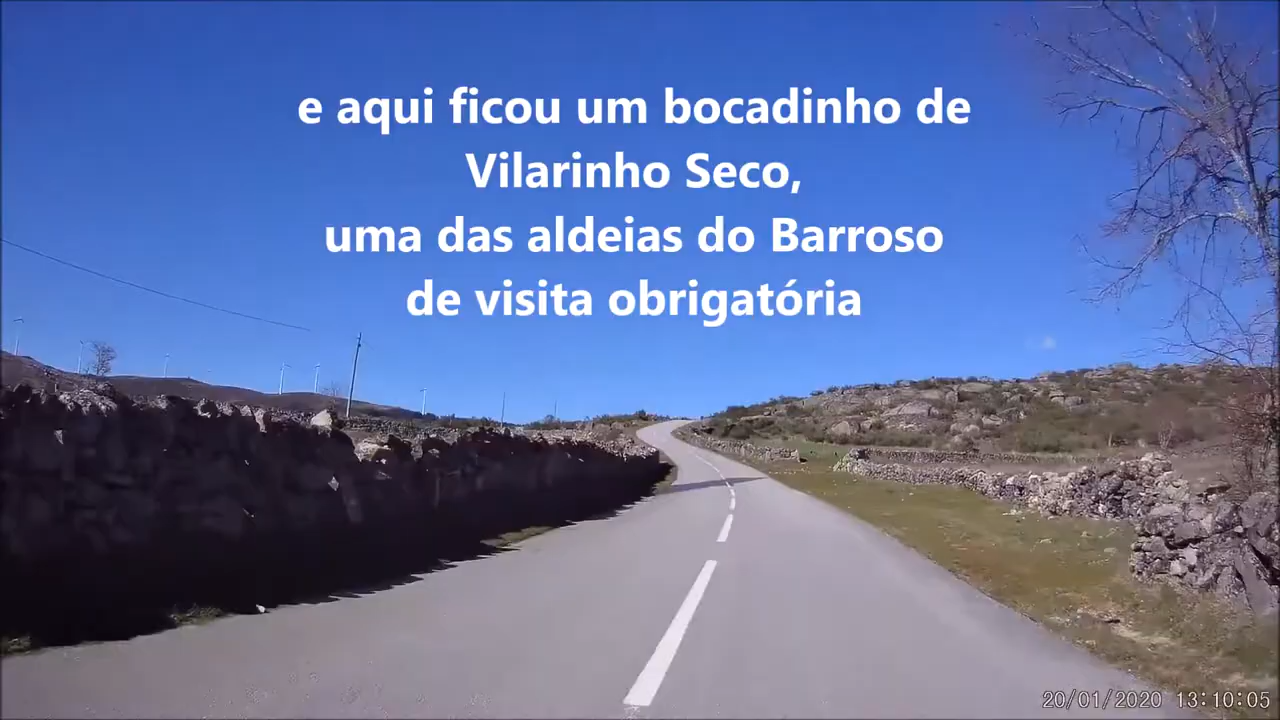 e aqui ficou um bocadinho de
Vilarinho Seco,
uma das aldeias do Barroso
de visita obrigatória
20/01/2020 13:10:05